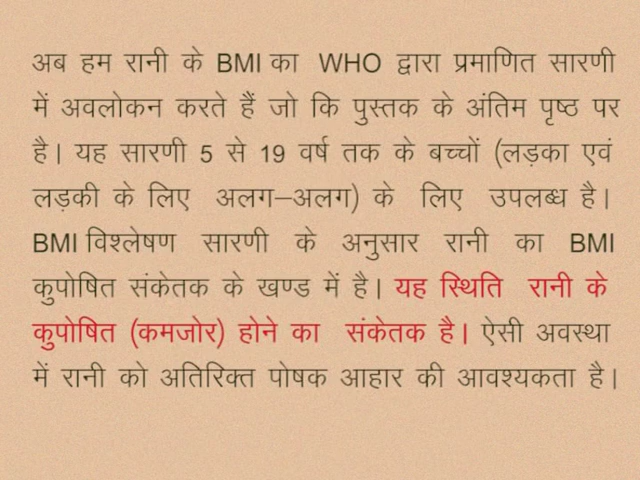 अब हम रानी के BMI का WHO द्वारा प्रमाणित सारणी
में अवलोकन करते हैं जो कि पुस्तक के अंतिम पृष्ठ पर
है। यह सारणी 5 से 19 वर्ष तक के बच्चों (लड़का एवं
लड़की के लिए अलग–अलग) के लिए उपलब्ध है।
BMI विश्लेषण सारणी के अनुसार रानी का BMI
कुपोषित संकेतक के खण्ड में है। यह स्थिति रानी के
कुपोषित (कमजोर) होने का संकेतक है। ऐसी अवस्था
में रानी को अतिरिक्त पोषक आहार की आवश्यकता है।